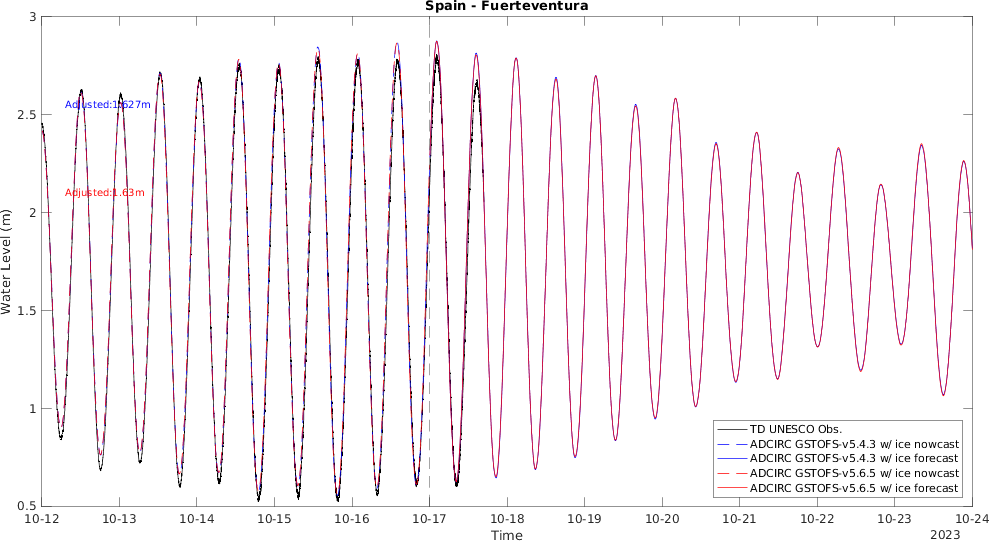 Spain - Fuerteventura
3
2.5
2
1.5
1
0.5
Water Level (m)
Adjusted:1.627m
Adjusted:1.63m
TD UNESCO Obs.
ADCIRC GSTOFS-v5.4.3 w/ ice nowcast
ADCIRC GSTOFS-v5.4.3 w/ ice forecast
ADCIRC GSTOFS-v5.6.5 w/ ice nowcast
ADCIRC GSTOFS-v5.6.5 w/ ice forecast
10-12 10-13 10-14 10-15 10-16 10-17 10-18 10-19 10-20 10-21 10-22 10-23 10-24
Time
2023